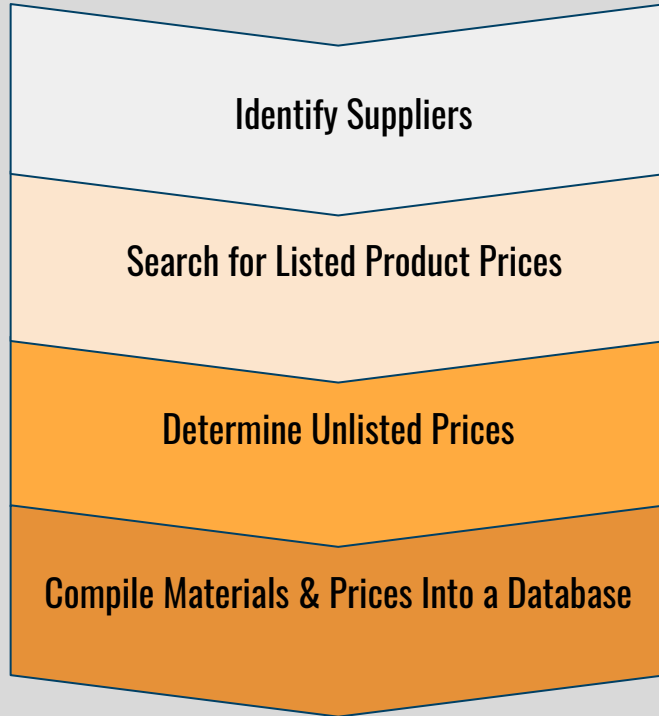 Identify Suppliers
Search for Listed Product Prices
Determine Unlisted Prices
Compile Materials & Prices Into a Database